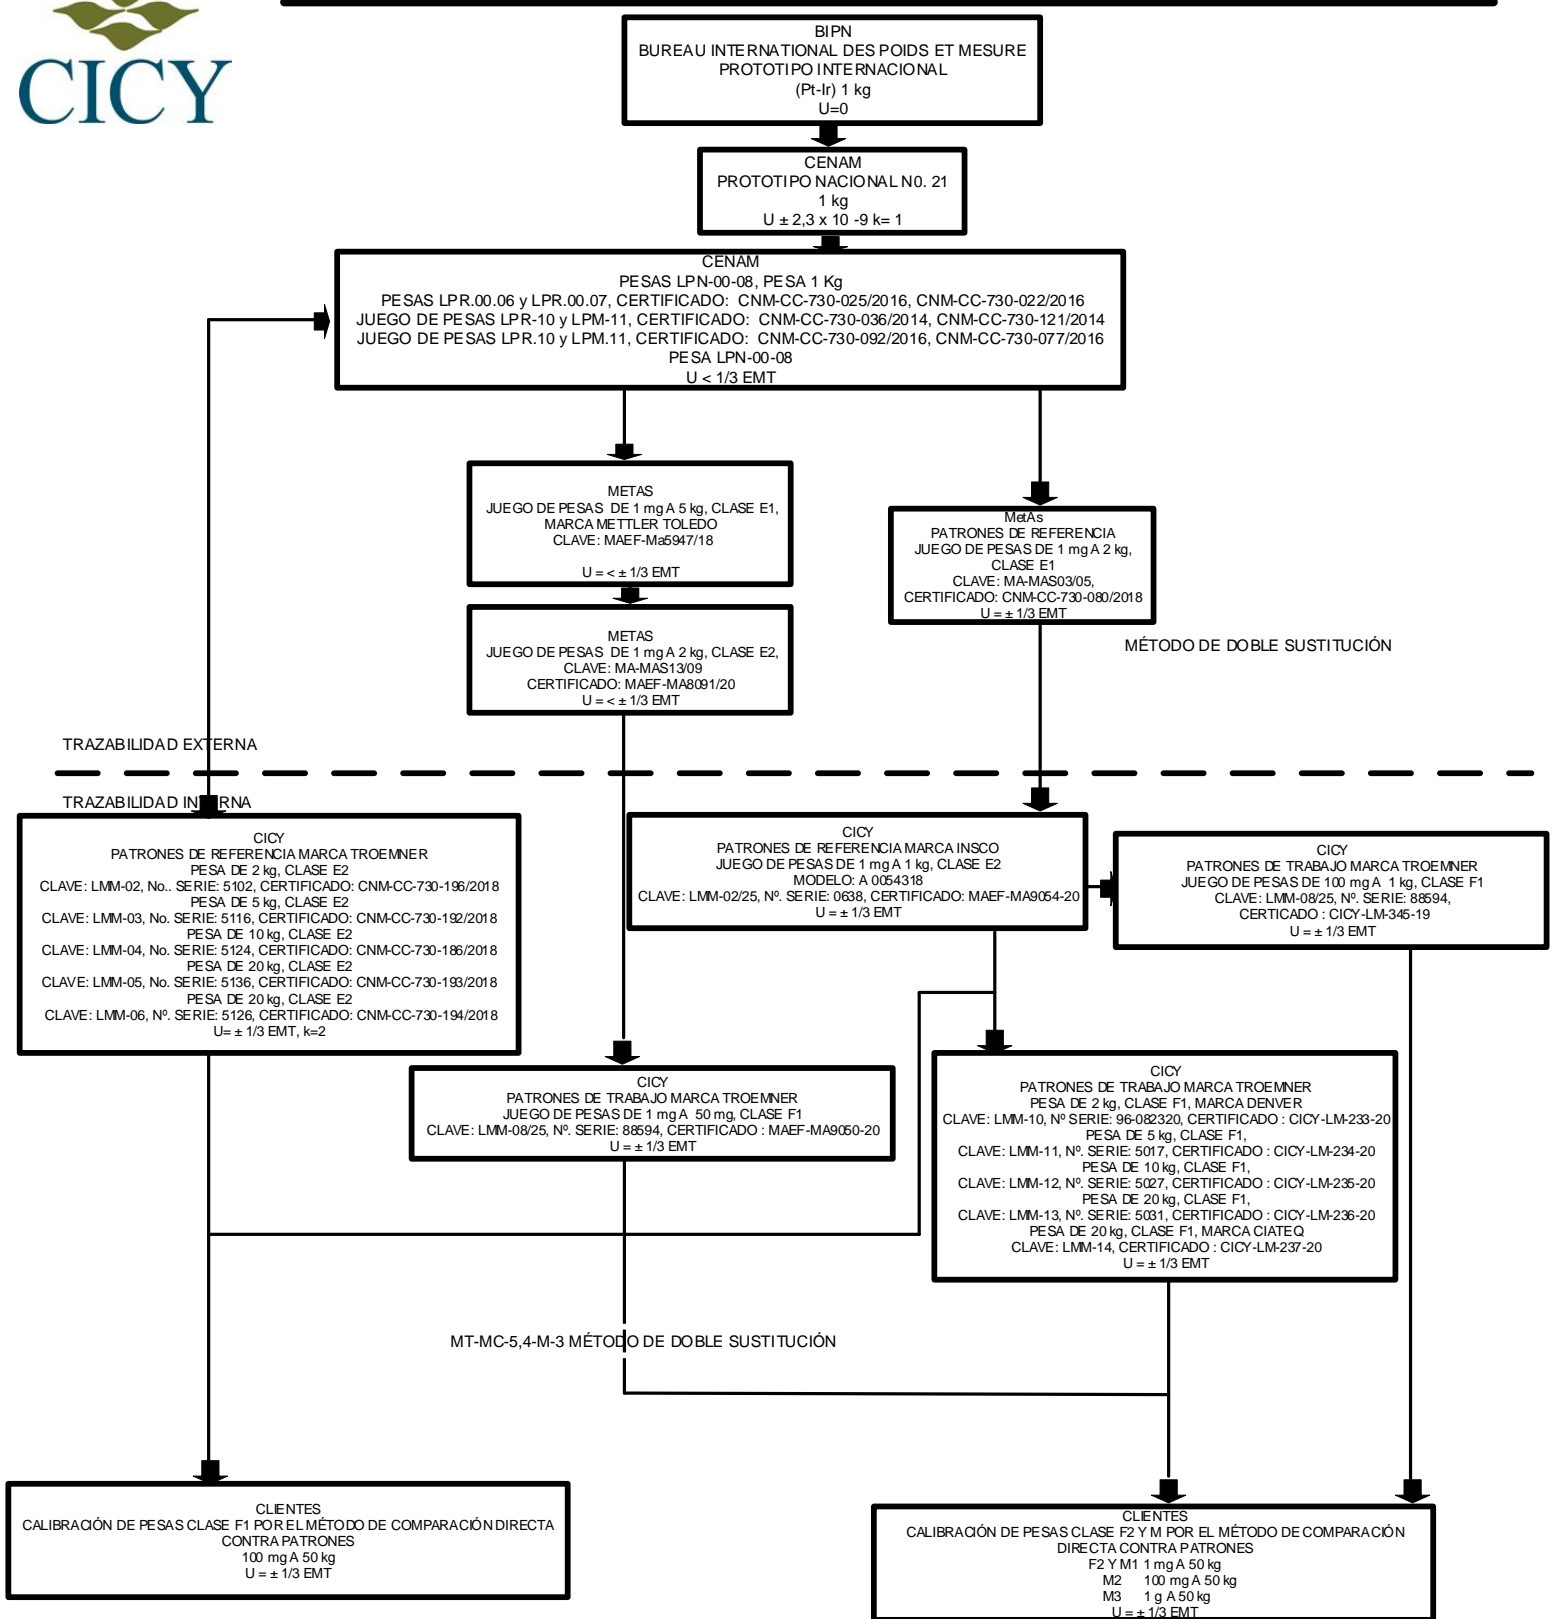 CICY
BIPN
BUREAU INTERNATIONAL DES POIDS ET MESURE
PROTOTIPO INTERNACIONAL
(Pt-Ir) 1 kg
U=0
CENAM
PROTOTIPO NACIONAL N0. 21
1 kg
U ± 2,3 x 10 -9 k= 1
CENAM
PESAS LPN-00-08, PESA 1 Kg
PESAS LPR.00.06 y LPR.00.07, CERTIFICADO: CNM-CC-730-025/2016, CNM-CC-730-022/2016
JUEGO DE PESAS LPR-10 y LPM-11, CERTIFICADO: CNM-CC-730-036/2014, CNM-CC-730-121/2014
JUEGO DE PESAS LPR.10 y LPM.11, CERTIFICADO: CNM-CC-730-092/2016, CNM-CC-730-077/2016
PESA LPN-00-08
U < 1/3 EMT
METAS
JUEGO DE PESAS DE 1 mg A 5 kg, CLASE E1,
MARCA METTLER TOLEDO
CLAVE: MAEF-Ma5947/18
U = < ± 1/3 EMT
MetAs
PATRONES DE REFERENCIA
JUEGO DE PESAS DE 1 mg A 2 kg,
CLASE E1
CLAVE: MA-MAS03/05,
CERTIFICADO: CNM-CC-730-080/2018
U = ± 1/3 EMT
METAS
JUEGO DE PESAS DE 1 mg A 2 kg, CLASE E2,
CLAVE: MA-MAS13/09
CERTIFICADO: MAEF-MA8091/20
U = < ± 1/3 EMT
MÉTODO DE DOBLE SUSTITUCIÓN
TRAZABILIDAD EXTERNA
TRAZABILIDAD INTERNA
CICY
PATRONES DE REFERENCIA MARCA TROEMNER
PESA DE 2 kg, CLASE E2
CLAVE: LMM-02, No.. SERIE: 5102, CERTIFICADO: CNM-CC-730-196/2018
PESA DE 5 kg, CLASE E2
CLAVE: LMM-03, No. SERIE: 5116, CERTIFICADO: CNM-CC-730-192/2018
PESA DE 10 kg, CLASE E2
CLAVE: LMM-04, No. SERIE: 5124, CERTIFICADO: CNM-CC-730-186/2018
PESA DE 20 kg, CLASE E2
CLAVE: LMM-05, No. SERIE: 5136, CERTIFICADO: CNM-CC-730-193/2018
PESA DE 20 kg, CLASE E2
CLAVE: LMM-06, Nº. SERIE: 5126, CERTIFICADO: CNM-CC-730-194/2018
U= ± 1/3 EMT, k=2
CICY
PATRONES DE REFERENCIA MARCA INSCO
JUEGO DE PESAS DE 1 mg A 1 kg, CLASE E2
MODELO: A 0054318
CLAVE: LMM-02/25, Nº. SERIE: 0638, CERTIFICADO: MAEF-MA9054-20
U = ± 1/3 EMT
CICY
PATRONES DE TRABAJO MARCA TROEMNER
JUEGO DE PESAS DE 100 mg A 1 kg, CLASE F1
CLAVE: LMM-08/25, Nº. SERIE: 88594,
CERTICADO : CICY-LM-345-19
U = ± 1/3 EMT
CICY
PATRONES DE TRABAJO MARCA TROEMNER
JUEGO DE PESAS DE 1 mg A 50 mg, CLASE F1
CLAVE: LMM-08/25, Nº. SERIE: 88594, CERTIFICADO : MAEF-MA9050-20
U = ± 1/3 EMT
CICY
PATRONES DE TRABAJO MARCA TROEMNER
PESA DE 2 kg, CLASE F1, MARCA DENVER
CLAVE: LMM-10, Nº SERIE: 96-082320, CERTIFICADO : CICY-LM-233-20
PESA DE 5 kg, CLASE F1,
CLAVE: LMM-11, Nº. SERIE: 5017, CERTIFICADO : CICY-LM-234-20
PESA DE 10 kg, CLASE F1,
CLAVE: LMM-12, Nº. SERIE: 5027, CERTIFICADO : CICY-LM-235-20
PESA DE 20 kg, CLASE F1,
CLAVE: LMM-13, Nº. SERIE: 5031, CERTIFICADO : CICY-LM-236-20
PESA DE 20 kg, CLASE F1, MARCA CIATEQ
CLAVE: LMM-14, CERTIFICADO : CICY-LM-237-20
U = ± 1/3 EMT
MT-MC-5,4-M-3 MÉTODO DE DOBLE SUSTITUCIÓN
CLIENTES
CALIBRACIÓN DE PESAS CLASE F1 POR EL MÉTODO DE COMPARACIÓN DIRECTA
CONTRA PATRONES
100 mg A 50 kg
U = ± 1/3 EMT
CLIENTES
CALIBRACIÓN DE PESAS CLASE F2 Y M POR EL MÉTODO DE COMPARACIÓN
DIRECTA CONTRA PATRONES
F2 Y M1 1 mg A 50 kg
M2 100 mg A 50 kg
M3 1 g A 50 kg
U = ± 1/3 EMT